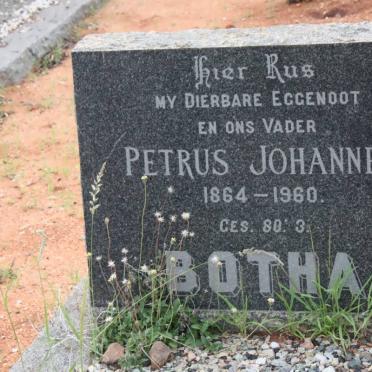 Hier Rus
MY DIERBARE EGGENOOT
EN ONS VADER
PETRUS JOHANNE
1864–1960.
GES. 80:3.
BOTHA